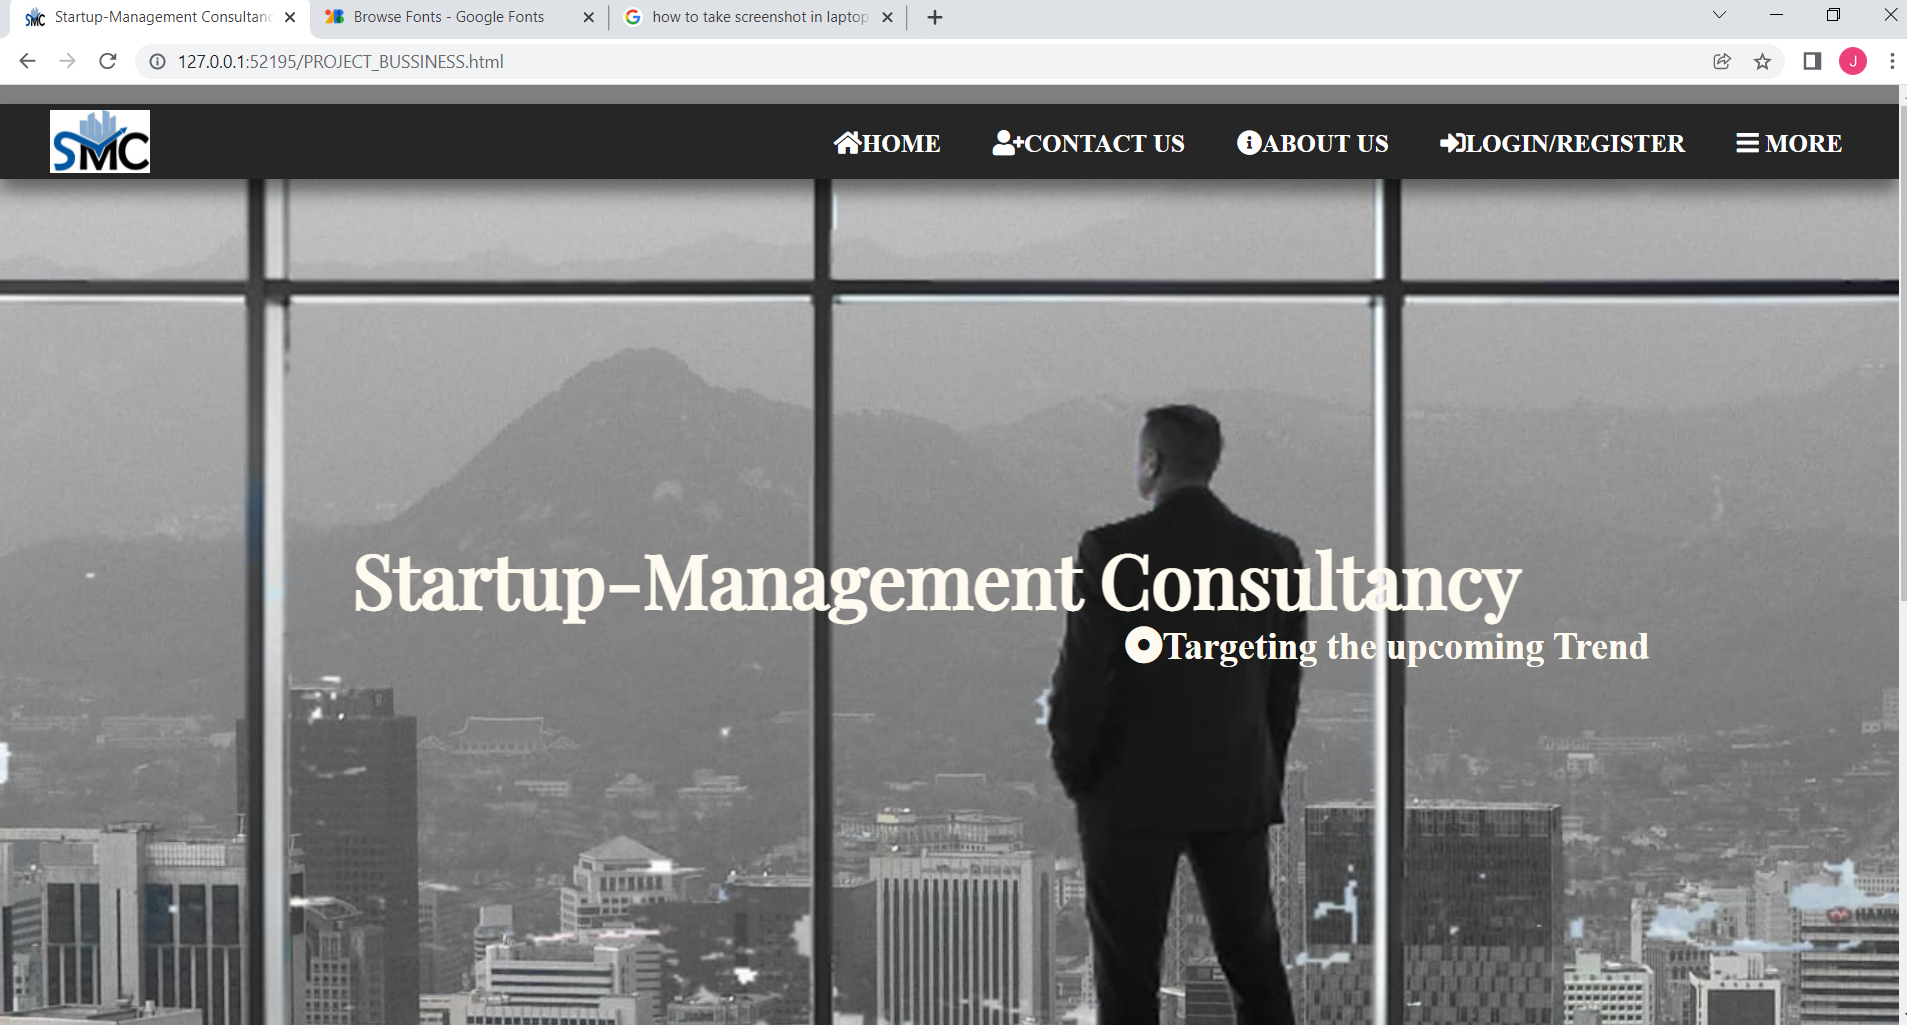 Startup-Management Consultanc
Browse Fonts - Google Fonts
how to take screenshot in laptop
127.0.0.1:52195/PROJECT_BUSSINESS.html
J
SMC
HOME
CONTACT US
ABOUT US
LOGIN/REGISTER
MORE
Startup-Management Consultancy
Targeting the upcoming Trend